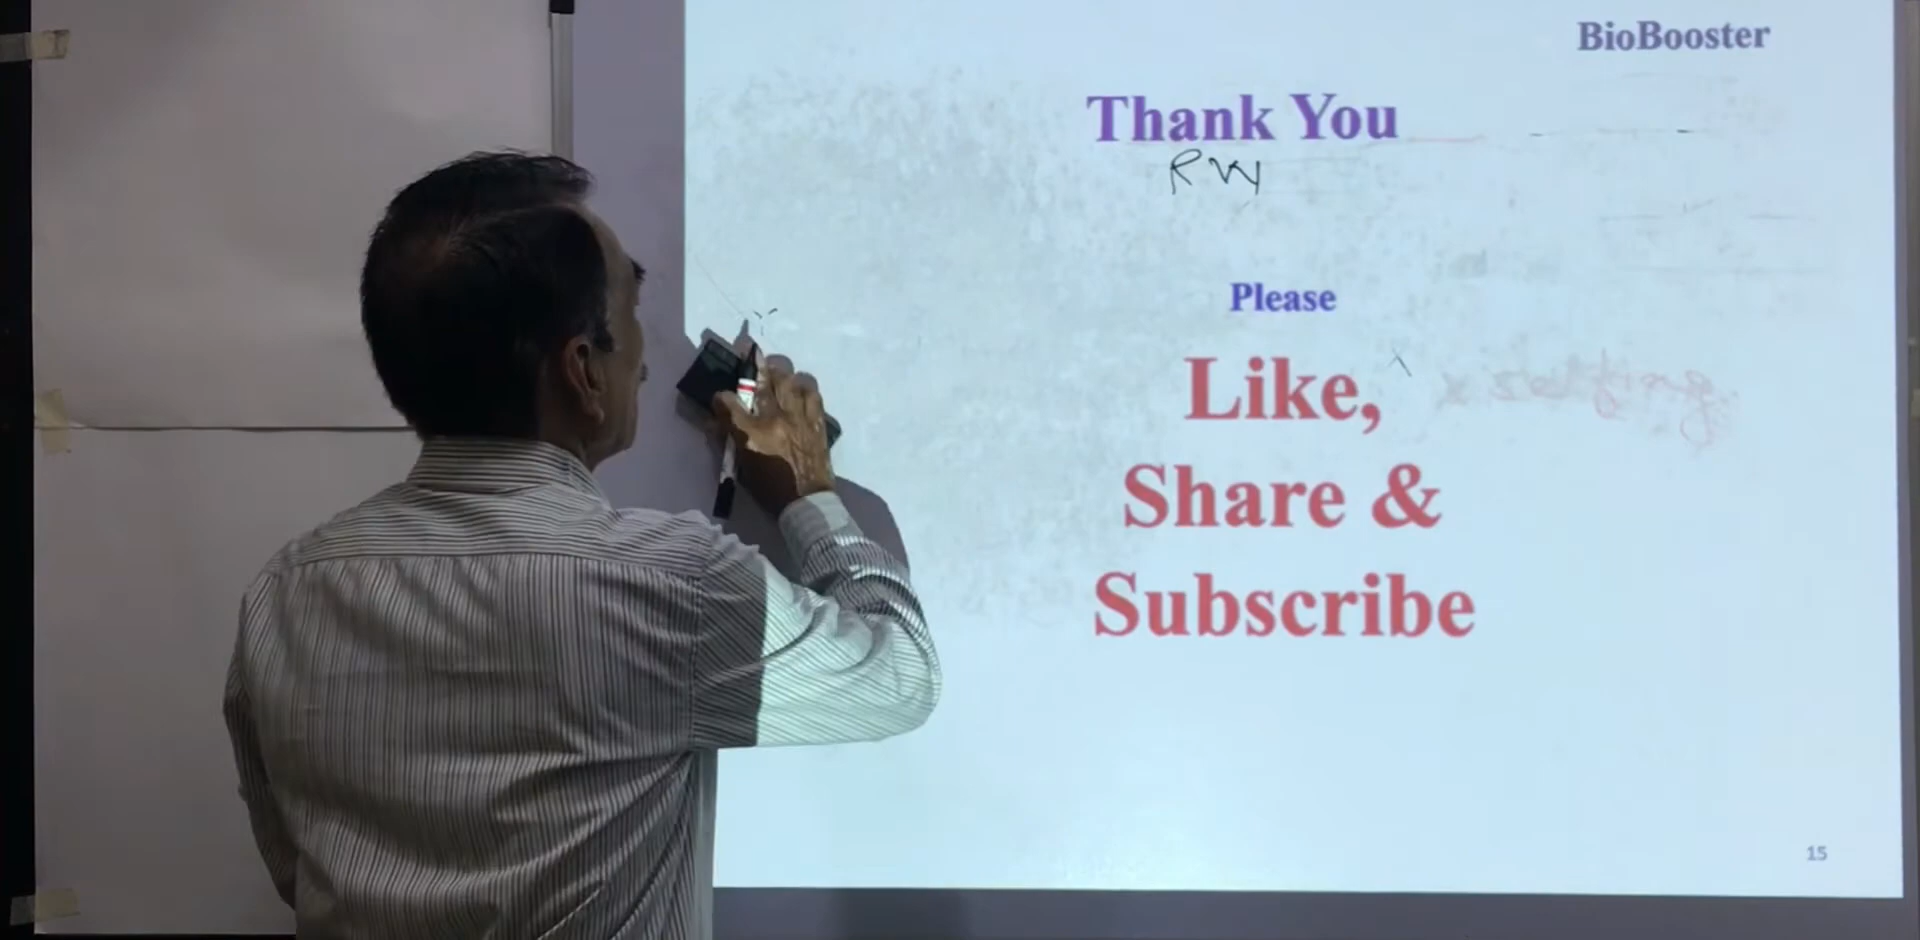 BioBooster
Thank You
Please
Like,
Share &
Subscribe
15